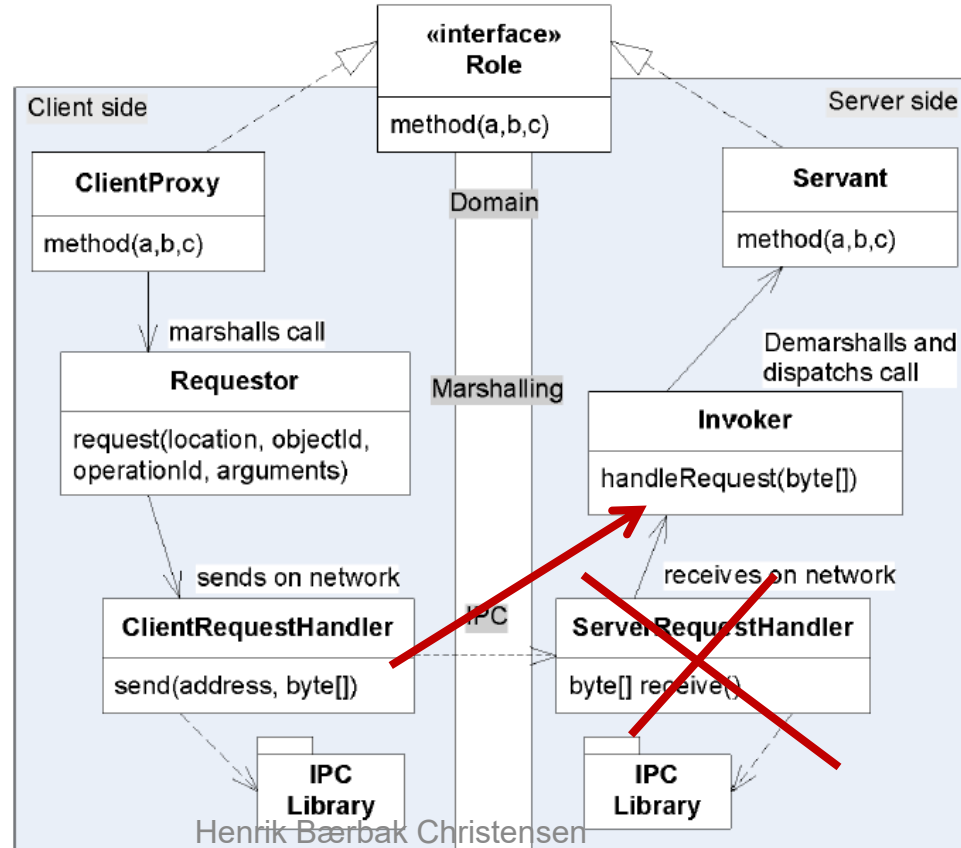 «interface»
Role
method(a,b,c)
Client side
Server side
ClientProxy
method(a,b,c)
Domain
Servant
method(a,b,c)
marshalls call
Requestor
request(location, objectId,
operationId, arguments)
Marshalling
Demarshalls and
dispatchs call
Invoker
handleRequest(byte[])
sends on network
receives on network
ClientRequestHandler
send(address, byte[])
IPC
ServerRequestHandler
byte[] receive()
IPC
Library
IPC
Library
Henrik Bærbak Christensen